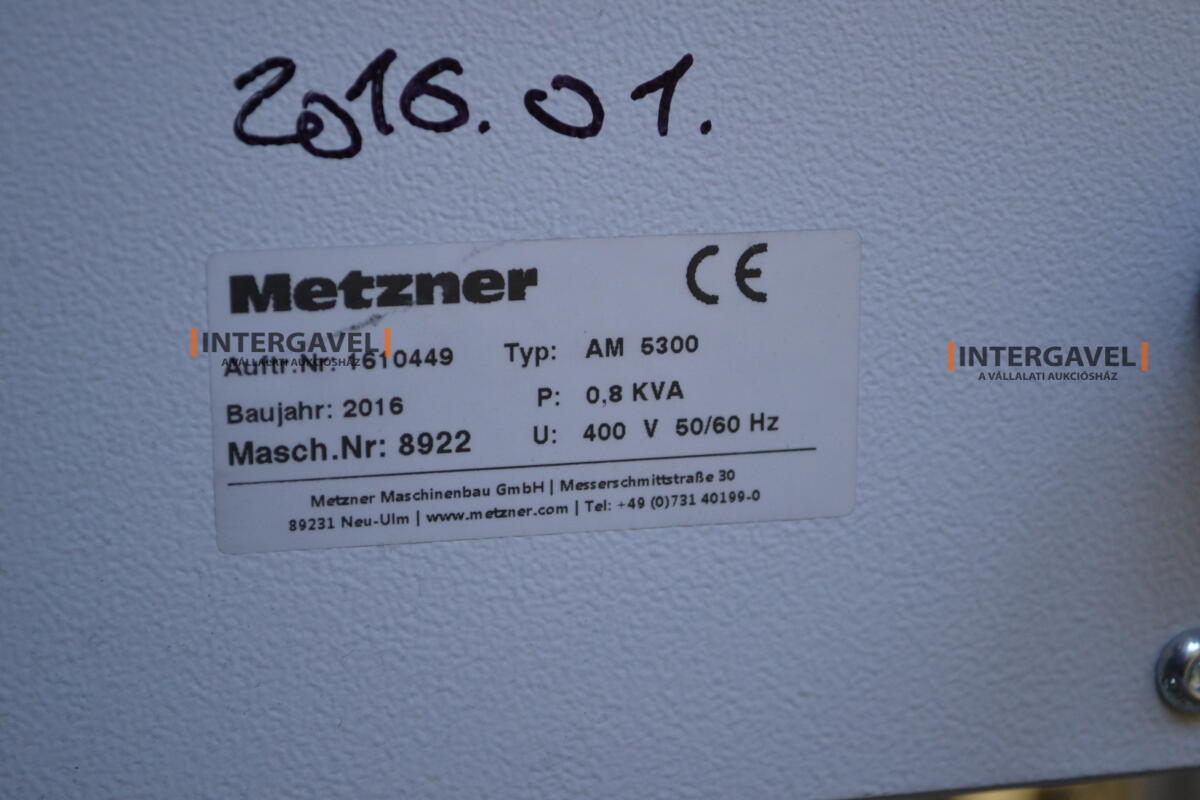 2016.01.
Metzner CE
INTERGAVEL
A VÁLLALATI AUKCIÓSHÁZ
Auftr.Nr: 1610449 Typ: AM 5300
INTERGAVEL
A VÁLLALATI AUKCIÓSHÁZ
Baujahr: 2016 P: 0,8 KVA
Masch.Nr: 8922 U: 400 V 50/60 Hz
Metzner Maschinenbau GmbH | Messerschmittstraße 30
89231 Neu-Ulm | www.metzner.com | Tel: +49 (0)731 40199-0